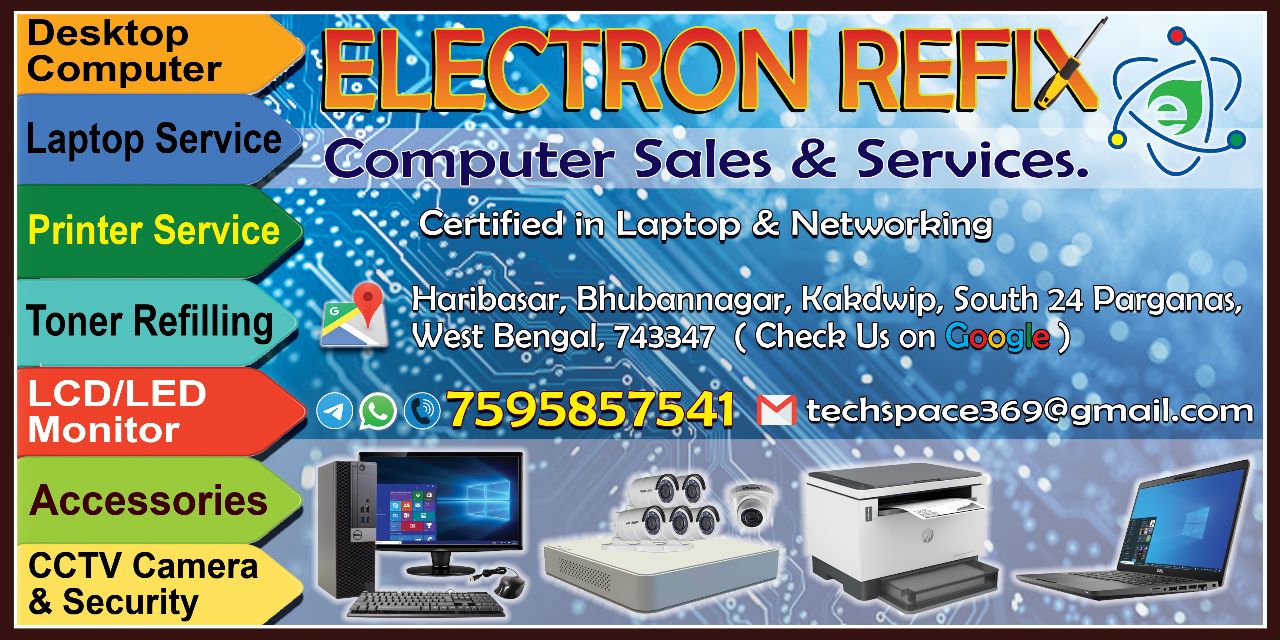 Desktop
Computer
Laptop Service
Printer Service
Toner Refilling
LCD/LED
Monitor
Accessories
CCTV Camera
& Security
ELECTRON REFIX
e
Computer Sales & Services.
Certified in Laptop & Networking
G
Haribasar, Bhubannagar, Kakdwip, South 24 Parganas,
West Bengal, 743347 ( Check Us on Google )
7595857541
techspace369@gmail.com
hp